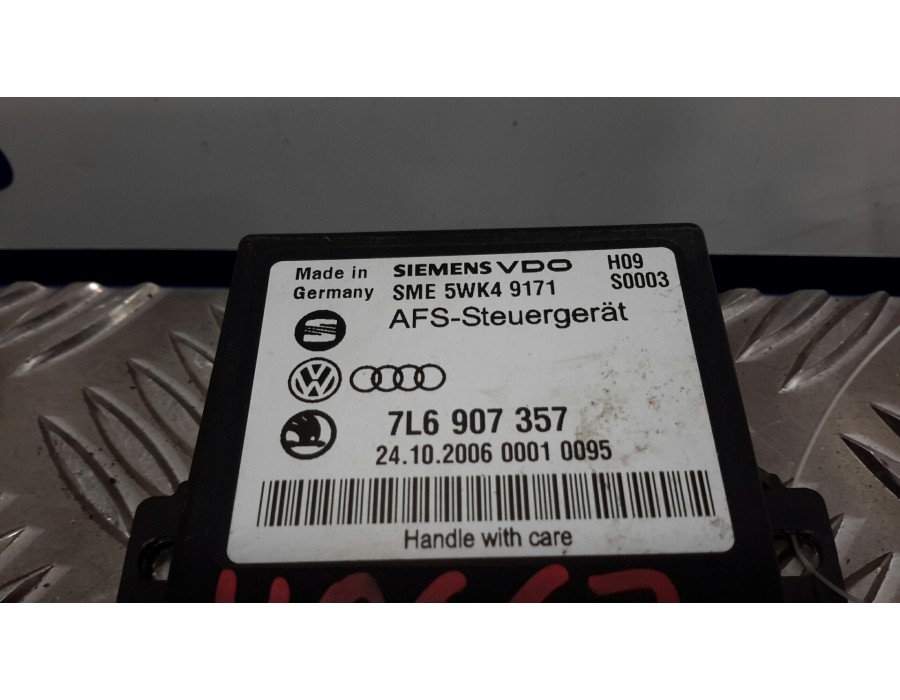 Made in Germany
SIEMENS VDO
SME 5WK4 9171
H09
S0003
AFS-Steuergerät
7L6 907 357
24.10.2006 0001 0095
Handle with care